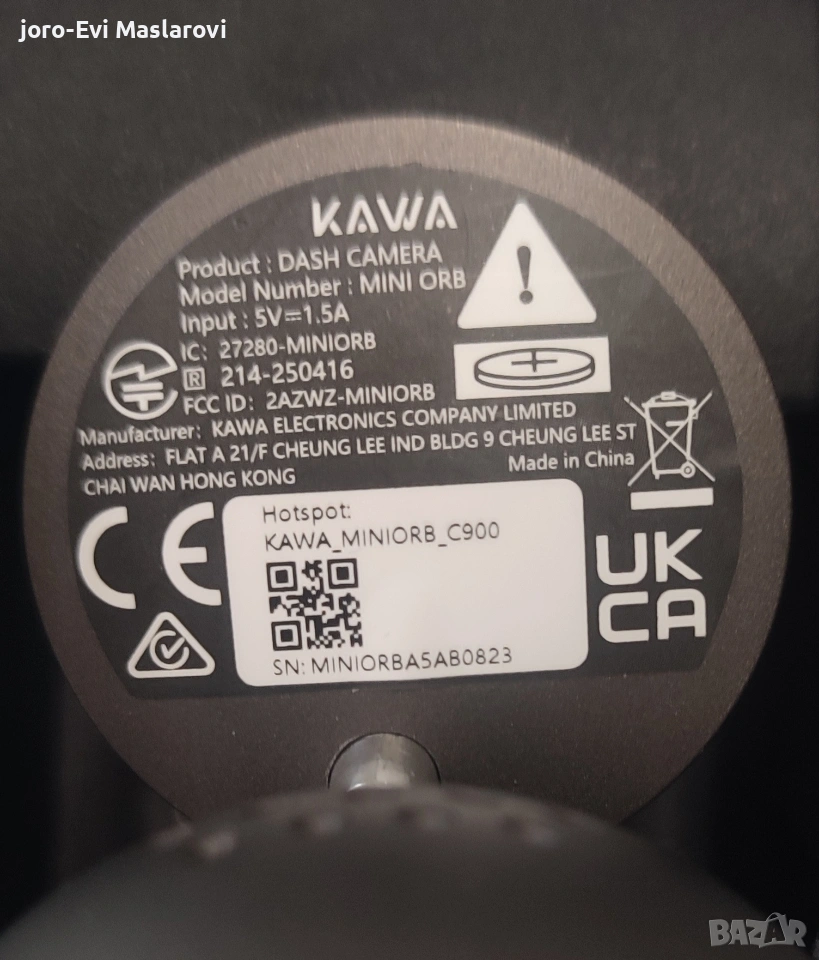 joro-Evi Maslarovi
KAWA
Product : DASH CAMERA
Model Number : MINI ORB
Input : 5V⎓1.5A
IC: 27280-MINIORB
R 214-250416
FCC ID: 2AZWZ-MINIORB
Manufacturer: KAWA ELECTRONICS COMPANY LIMITED
Address: FLAT A 21/F CHEUNG LEE IND BLDG 9 CHEUNG LEE ST
CHAI WAN HONG KONG
Made in China
CE
Hotspot:
KAWA_MINIORB_C900
SN: MINIORBA5AB0823
UK
CA
BAZAR